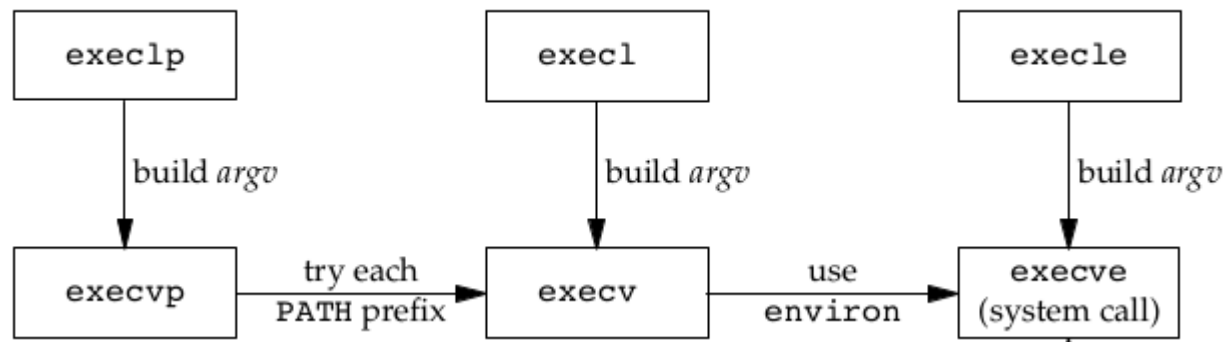 execlp
execl
execle
build argv
build argv
build argv
execvp
try each
PATH prefix
execv
use
environ
execve
(system call)